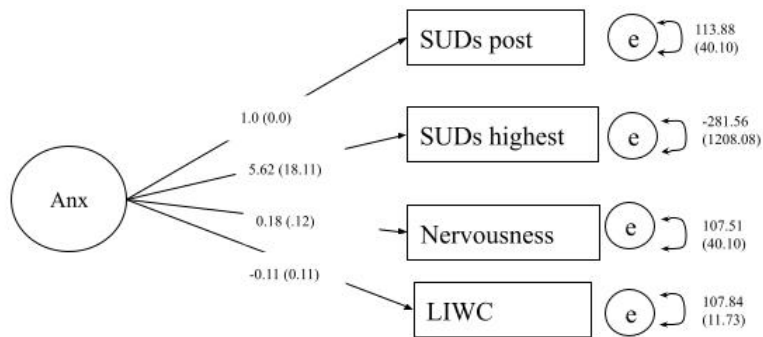 SUDs post
e
113.88
(40.10)
1.0 (0.0)
SUDs highest
e
-281.56
(1208.08)
5.62 (18.11)
Anx
0.18 (.12)
Nervousness
e
107.51
(40.10)
-0.11 (0.11)
LIWC
e
107.84
(11.73)